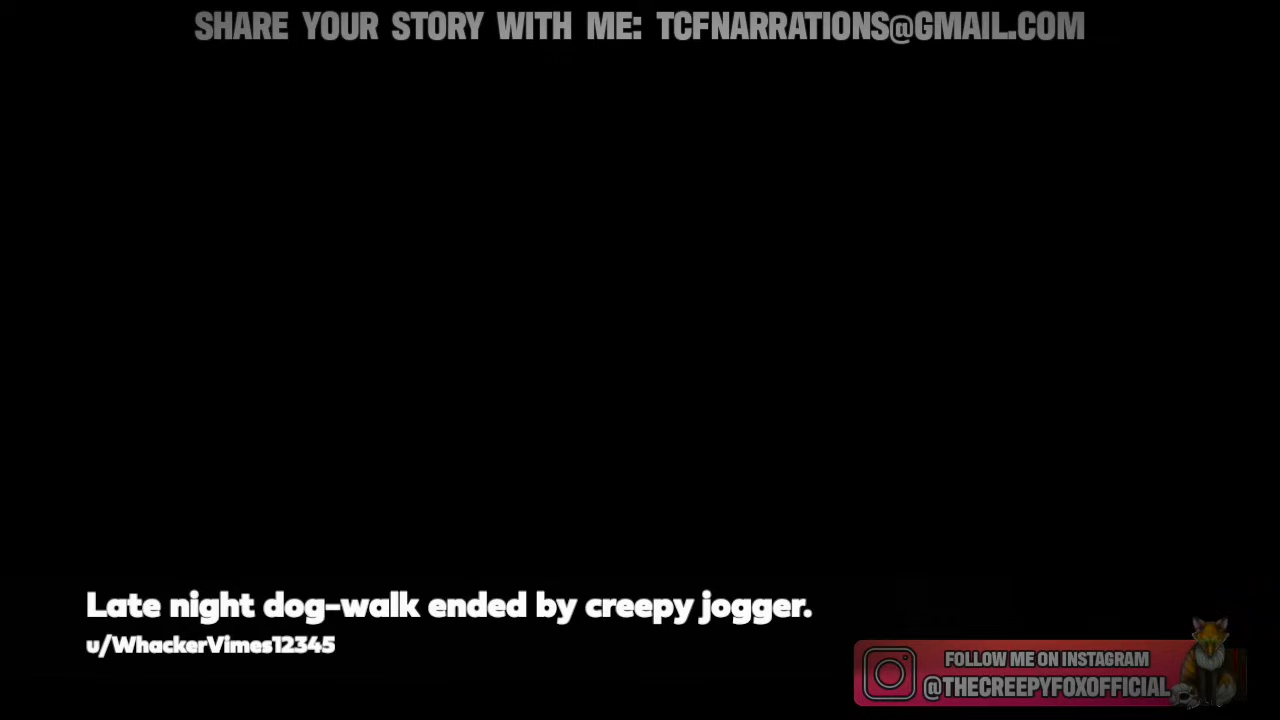 SHARE YOUR STORY WITH ME: TCFNARRATIONS@GMAIL.COM
Late night dog-walk ended by creepy jogger.
u/WhackerVimes12345
FOLLOW ME ON INSTAGRAM
@THECREEPYFOXOFFICIAL